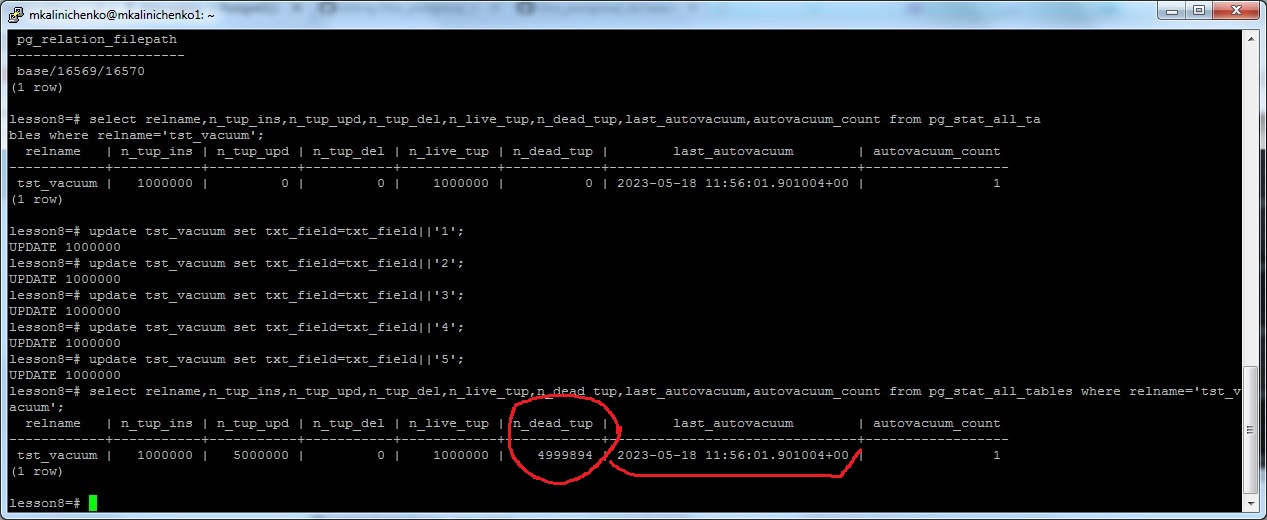 mkalinichenko@mkalinichenko1: ~
 pg_relation_filepath
----------------------
 base/16569/16570
(1 row)
lesson8=# select relname,n_tup_ins,n_tup_upd,n_tup_del,n_live_tup,n_dead_tup,last_autovacuum,autovacuum_count from pg_stat_all_ta
bles where relname='tst_vacuum';
  relname   | n_tup_ins | n_tup_upd | n_tup_del | n_live_tup | n_dead_tup |        last_autovacuum        | autovacuum_count
------------+-----------+-----------+-----------+------------+------------+-------------------------------+------------------
 tst_vacuum |   1000000 |         0 |         0 |    1000000 |          0 | 2023-05-18 11:56:01.901004+00 |                1
(1 row)
lesson8=# update tst_vacuum set txt_field=txt_field||'1';
UPDATE 1000000
lesson8=# update tst_vacuum set txt_field=txt_field||'2';
UPDATE 1000000
lesson8=# update tst_vacuum set txt_field=txt_field||'3';
UPDATE 1000000
lesson8=# update tst_vacuum set txt_field=txt_field||'4';
UPDATE 1000000
lesson8=# update tst_vacuum set txt_field=txt_field||'5';
UPDATE 1000000
lesson8=# select relname,n_tup_ins,n_tup_upd,n_tup_del,n_live_tup,n_dead_tup,last_autovacuum,autovacuum_count from pg_stat_all_tables where relname='tst_v
acuum';
  relname   | n_tup_ins | n_tup_upd | n_tup_del | n_live_tup | n_dead_tup |        last_autovacuum        | autovacuum_count
------------+-----------+-----------+-----------+------------+------------+-------------------------------+------------------
 tst_vacuum |   1000000 |   5000000 |         0 |    1000000 |    4999894 | 2023-05-18 11:56:01.901004+00 |                1
(1 row)
lesson8=#